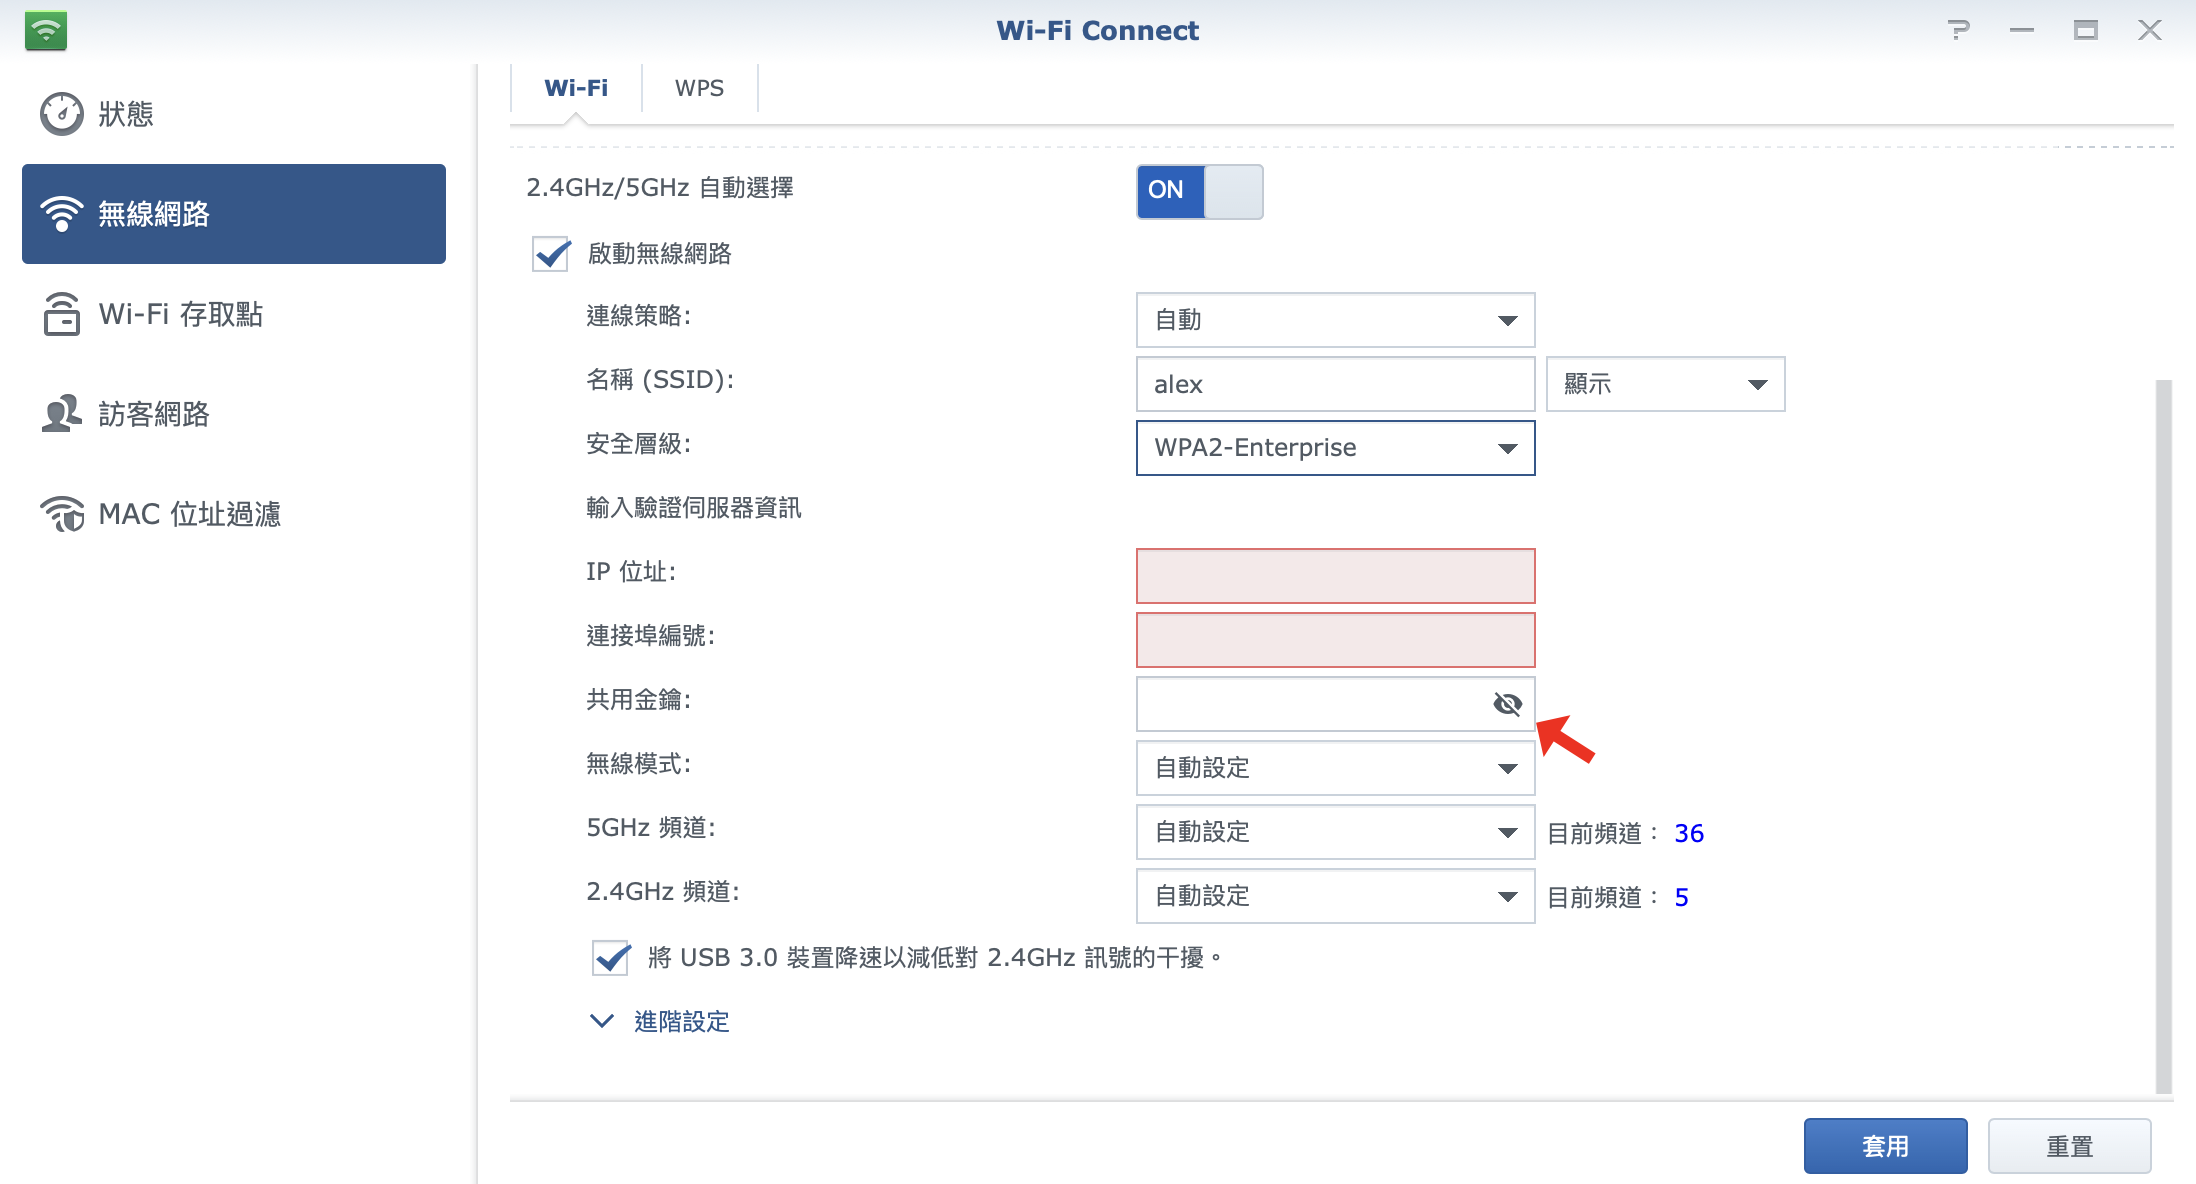 Wi-Fi Connect
狀態
無線網路
Wi-Fi 存取點
訪客網路
MAC 位址過濾
Wi-Fi WPS
2.4GHz/5GHz 自動選擇 ON
啟動無線網路
連線策略: 自動
名稱 (SSID): alex 顯示
安全層級: WPA2-Enterprise
輸入驗證伺服器資訊
IP 位址:
連接埠編號:
共用金鑰:
無線模式: 自動設定
5GHz 頻道: 自動設定 目前頻道： 36
2.4GHz 頻道: 自動設定 目前頻道： 5
將 USB 3.0 裝置降速以減低對 2.4GHz 訊號的干擾。
進階設定
套用 重置